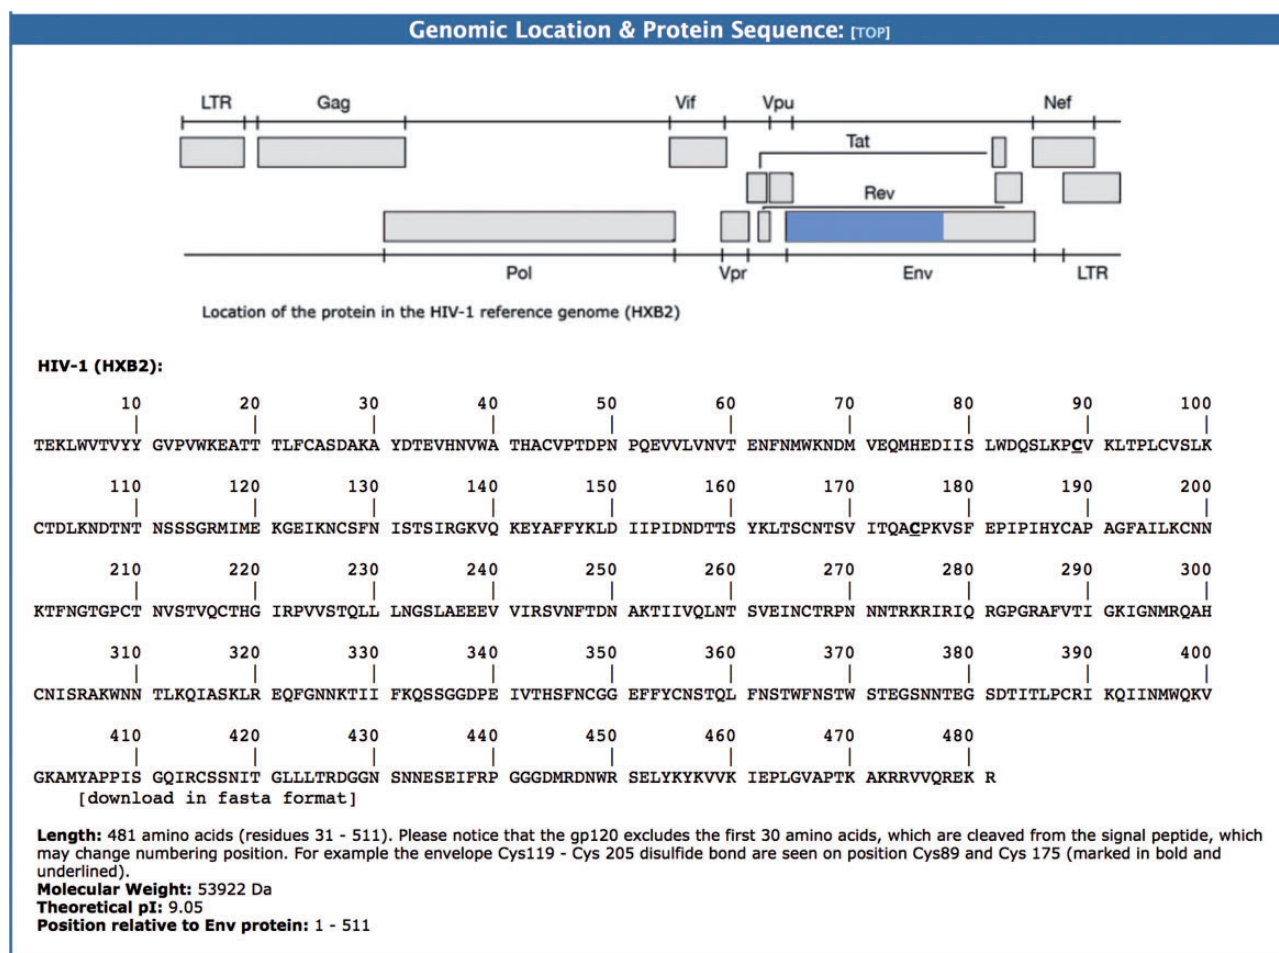 Genomic Location & Protein Sequence: [TOP]
LTR Gag Vif Vpu Nef
Tat
Rev
Pol Vpr Env LTR
Location of the protein in the HIV-1 reference genome (HXB2)
HIV-1 (HXB2):
10 20 30 40 50 60 70 80 90 100
TEKLWVTVYY GVPVWKEATT TLFCASDAKA YDTEVHNVWA THACVPTDPN PQEVVLVNVT ENFNMWKNDM VEQMHEDIIS LWDQSLKPCV KLTPLCVSLK
110 120 130 140 150 160 170 180 190 200
CTDLKNDTNT NSSSGRMIME KGEIKNCSFN ISTSIRGKVQ KEYAFFYKLD IIPIDNDTTS YKLTSCNTSV ITQACPKVSF EPIPIHYCAP AGFAILKCNN
210 220 230 240 250 260 270 280 290 300
KTFNGTGPCT NVSTVQCTHG IRPVVSTQLL LNGSLAEEEV VIRSVNFTDN AKTIIVQLNT SVEINCTRPN NNTRKRIRIQ RGPGRAFVTI GKIGNMRQAH
310 320 330 340 350 360 370 380 390 400
CNISRAKWNN TLKQIASKLR EQFGNNKTII FKQSSGGDPE IVTHSFNCGG EFFYCNSTQL FNSTWFNSTW STEGSNNTEG SDTITLPCRI KQIINMWQKV
410 420 430 440 450 460 470 480
GKAMYAPPIS GQIRCSSNIT GLLLTRDGGN SNNESEIFRP GGGDMRDNWR SELYKYKVVK IEPLGVAPTK AKRRVVQREK R
[download in fasta format]
Length: 481 amino acids (residues 31 - 511). Please notice that the gp120 excludes the first 30 amino acids, which are cleaved from the signal peptide, which
may change numbering position. For example the envelope Cys119 - Cys 205 disulfide bond are seen on position Cys89 and Cys 175 (marked in bold and
underlined).
Molecular Weight: 53922 Da
Theoretical pI: 9.05
Position relative to Env protein: 1 - 511